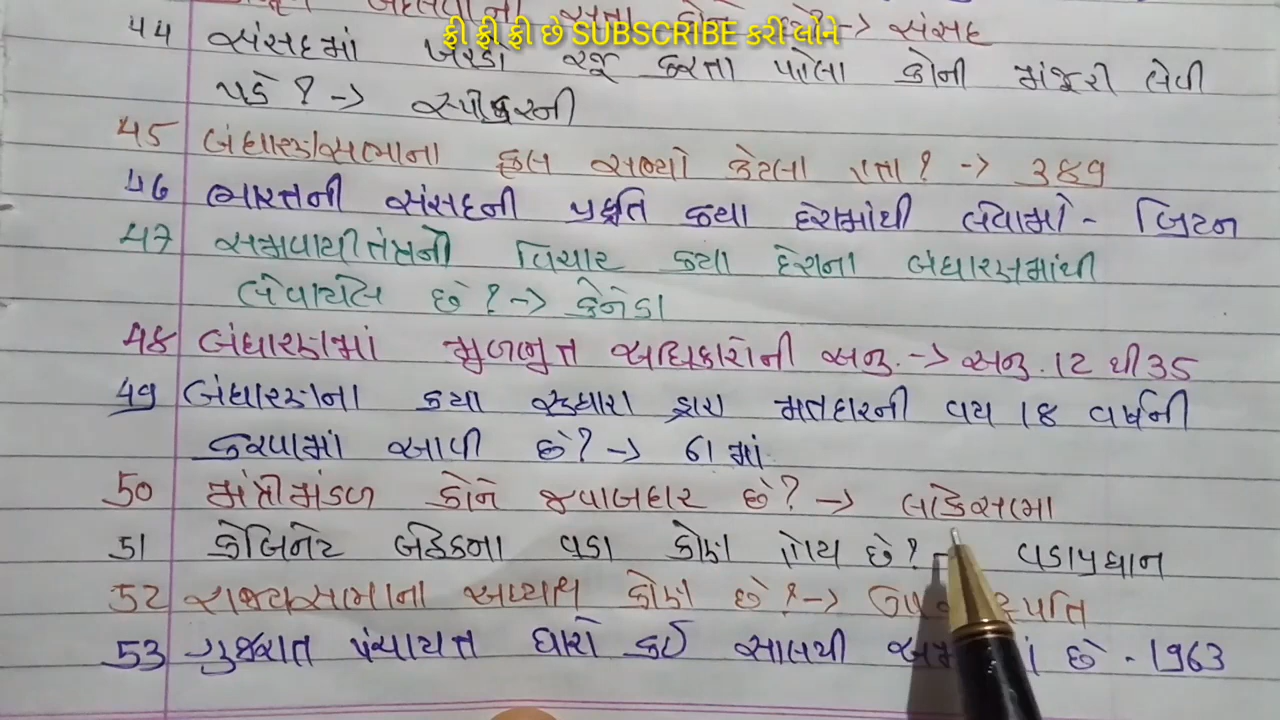 સત્તા કોને છે? -> સંસદ
ફ્રી ફ્રી ફ્રી છે SUBSCRIBE કરી લોને
44 સંસદમાં ખરડો રજૂ કરતા પહેલા કોની મંજૂરી લેવી
પડે? -> સ્પીકરની
45 બંધારણસભાના કુલ સભ્યો કેટલા હતા? -> 389
46 ભારતની સંસદની પદ્ધતિ કયા દેશમાંથી લેવામાં - બ્રિટન
47 સમવાયીતંત્રનો વિચાર કયા દેશના બંધારણમાંથી
લેવાયેલ છે? -> કેનેડા
48 બંધારણમાં મુળભુત અધિકારોની અનુ. -> અનુ. 12 થી 35
49 બંધારણના કયા સુધારા દ્વારા મતદારની વય 18 વર્ષની
કરવામાં આવી છે? -> 61 માં
50 મંત્રીમંડળ કોને જવાબદાર છે? -> લોકસભા
51 કેબિનેટ બેઠકના વડા કોણ હોય છે? - વડાપ્રધાન
52 રાજ્યસભાના અધ્યક્ષ કોણ છે? ->
53 ગુજરાત પંચાયત ધારો કઈ સાલથી છે - 1963